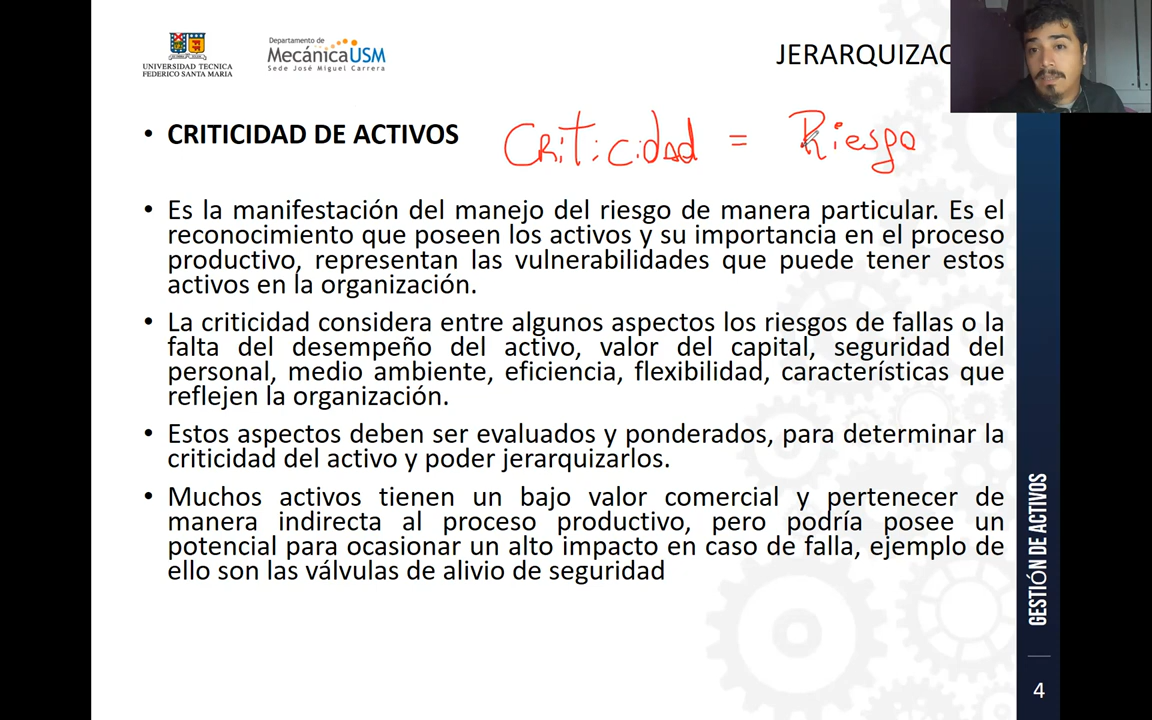 UNIVERSIDAD TECNICA
FEDERICO SANTA MARIA
Departamento de
MecánicaUSM
Sede José Miguel Carrera
JERARQUIZAC
• CRITICIDAD DE ACTIVOS
CRiTiCidAd = Riesgo
• Es la manifestación del manejo del riesgo de manera particular. Es el
reconocimiento que poseen los activos y su importancia en el proceso
productivo, representan las vulnerabilidades que puede tener estos
activos en la organización.
• La criticidad considera entre algunos aspectos los riesgos de fallas o la
falta del desempeño del activo, valor del capital, seguridad del
personal, medio ambiente, eficiencia, flexibilidad, características que
reflejen la organización.
• Estos aspectos deben ser evaluados y ponderados, para determinar la
criticidad del activo y poder jerarquizarlos.
• Muchos activos tienen un bajo valor comercial y pertenecer de
manera indirecta al proceso productivo, pero podría posee un
potencial para ocasionar un alto impacto en caso de falla, ejemplo de
ello son las válvulas de alivio de seguridad
GESTIÓN DE ACTIVOS
4